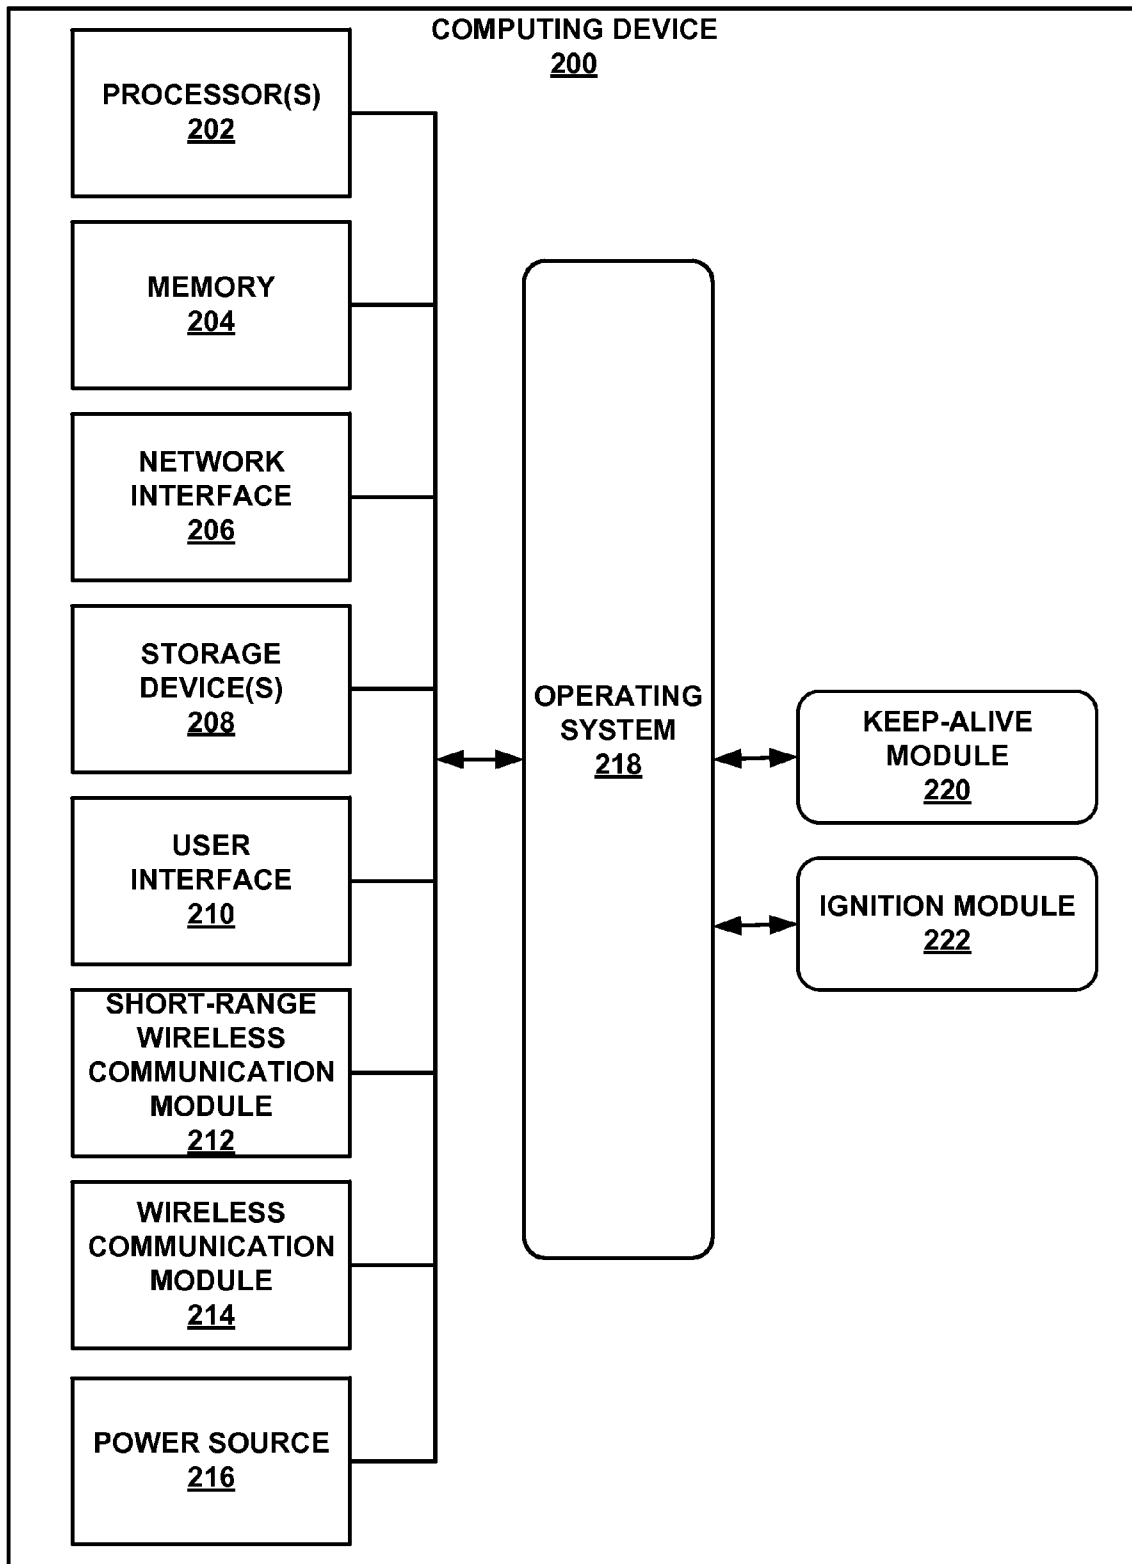 COMPUTING DEVICE
200
PROCESSOR(S)
202
MEMORY
204
NETWORK
INTERFACE
206
STORAGE
DEVICE(S)
208
USER
INTERFACE
210
SHORT-RANGE
WIRELESS
COMMUNICATION
MODULE
212
WIRELESS
COMMUNICATION
MODULE
214
POWER SOURCE
216
OPERATING
SYSTEM
218
KEEP-ALIVE
MODULE
220
IGNITION MODULE
222